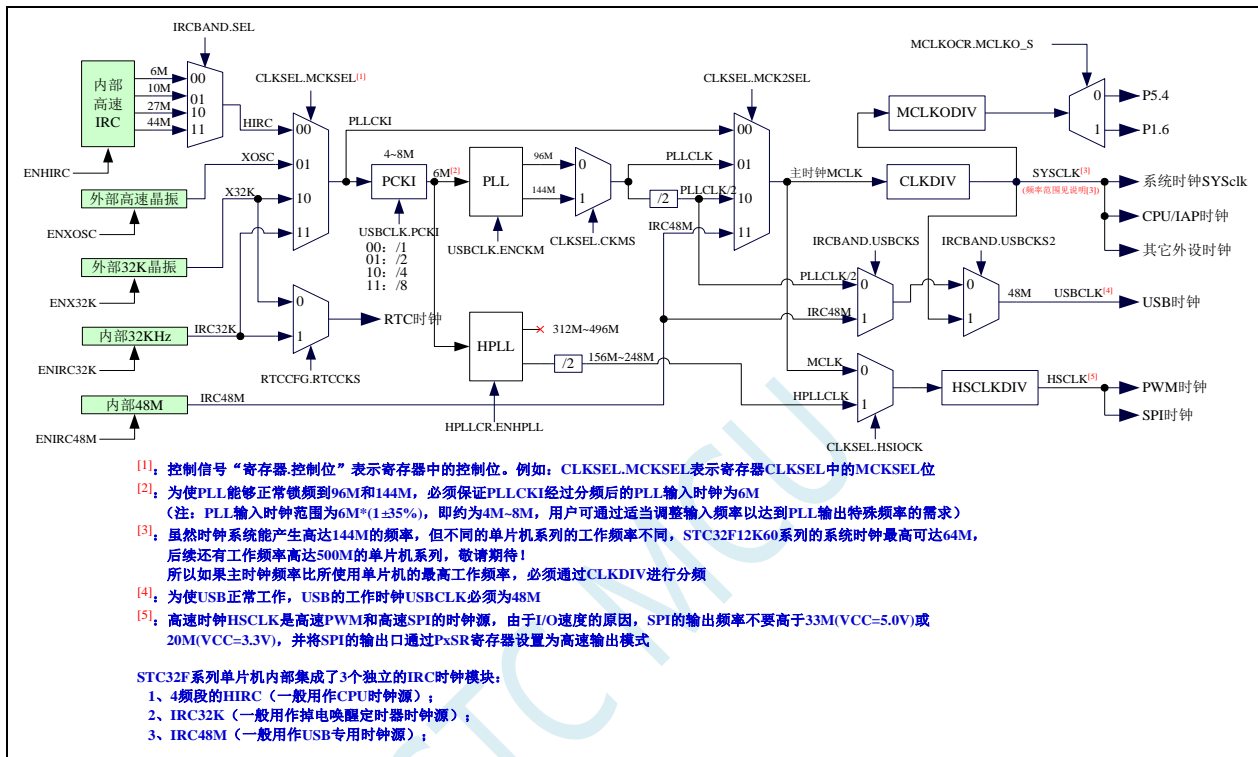 IRCBAND.SEL
内部
高速
IRC
6M
10M
27M
44M
00
01
10
11
HIRC
ENHIRC
CLKSEL.MCKSEL[1]
XOSC
X32K
00
01
10
11
外部高速晶振
ENXOSC
外部32K晶振
ENX32K
内部32KHz
IRC32K
ENIRC32K
内部48M
IRC48M
ENIRC48M
0
1
RTC时钟
RTCCFG.RTCCKS
PLLCKI
4~8M
PCKI
6M[2]
USBCLK.PCKI
00: /1
01: /2
10: /4
11: /8
PLL
96M
144M
0
1
USBCLK.ENCKM
CLKSEL.CKMS
HPLL
312M~496M
/2
156M~248M
HPLLCR.ENHPLL
PLLCLK
/2
PLLCLK/2
IRC48M
CLKSEL.MCK2SEL
00
01
10
11
主时钟MCLK
CLKDIV
MCLKOCR.MCLKO_S
MCLKODIV
0
1
P5.4
P1.6
SYSCLK[3]
(频率范围见说明[3])
系统时钟SYSclk
CPU/IAP时钟
其它外设时钟
IRCBAND.USBCKS
IRCBAND.USBCKS2
PLLCLK/2
IRC48M
0
1
0
1
48M
USBCLK[4]
USB时钟
MCLK
HPLLCLK
0
1
HSCLKDIV
HSCLK[5]
PWM时钟
SPI时钟
CLKSEL.HSIOCK
[1]：控制信号“寄存器.控制位”表示寄存器中的控制位。例如：CLKSEL.MCKSEL表示寄存器CLKSEL中的MCKSEL位
[2]：为使PLL能够正常锁频到96M和144M，必须保证PLLCKI经过分频后的PLL输入时钟为6M
（注：PLL输入时钟范围为6M*(1±35%)，即约为4M~8M，用户可通过适当调整输入频率以达到PLL输出特殊频率的需求）
[3]：虽然时钟系统能产生高达144M的频率，但不同的单片机系列的工作频率不同，STC32F12K60系列的系统时钟最高可达64M，
后续还有工作频率高达500M的单片机系列，敬请期待！
所以如果主时钟频率比所使用单片机的最高工作频率，必须通过CLKDIV进行分频
[4]：为使USB正常工作，USB的工作时钟USBCLK必须为48M
[5]：高速时钟HSCLK是高速PWM和高速SPI的时钟源，由于I/O速度的原因，SPI的输出频率不要高于33M(VCC=5.0V)或
20M(VCC=3.3V)，并将SPI的输出口通过PxSR寄存器设置为高速输出模式
STC32F系列单片机内部集成了3个独立的IRC时钟模块：
1、4频段的HIRC（一般用作CPU时钟源）；
2、IRC32K（一般用作掉电唤醒定时器时钟源）；
3、IRC48M（一般用作USB专用时钟源）；
STC MCU